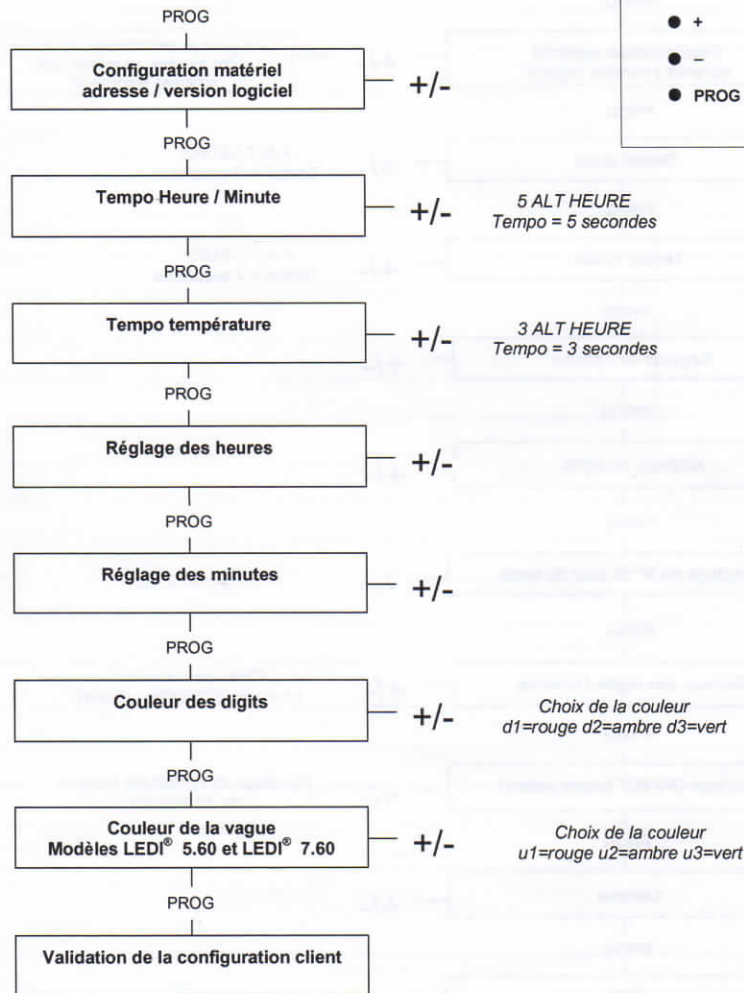 PROG
+
–
PROG
Configuration matériel
adresse / version logiciel
+/-
PROG
Tempo Heure / Minute
+/-
5 ALT HEURE
Tempo = 5 secondes
PROG
Tempo température
+/-
3 ALT HEURE
Tempo = 3 secondes
PROG
Réglage des heures
+/-
PROG
Réglage des minutes
+/-
PROG
Couleur des digits
+/-
Choix de la couleur
d1=rouge d2=ambre d3=vert
PROG
Couleur de la vague
Modèles LEDI® 5.60 et LEDI® 7.60
+/-
Choix de la couleur
u1=rouge u2=ambre u3=vert
PROG
Validation de la configuration client